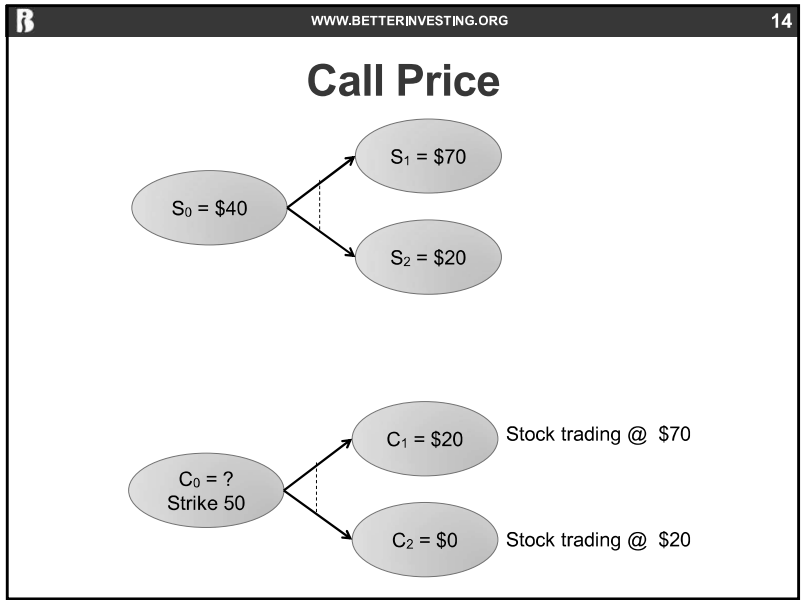 WWW.BETTERINVESTING.ORG
14
Call Price
S₁ = $70
S₀ = $40
S₂ = $20
C₁ = $20
Stock trading @ $70
C₀ = ?
Strike 50
C₂ = $0
Stock trading @ $20